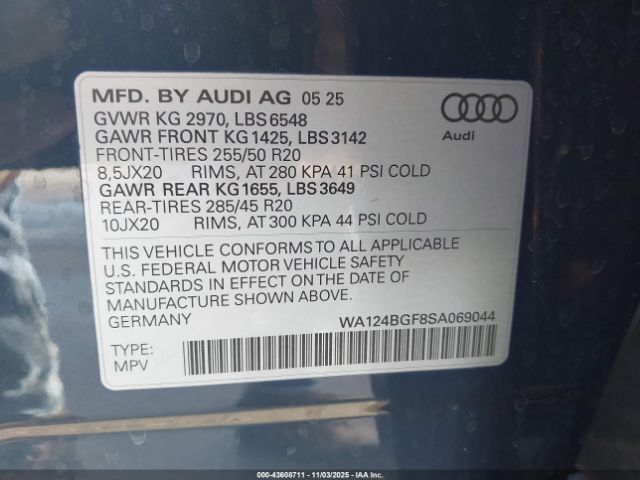 MFD. BY AUDI AG 05 25
GVWR KG 2970, LBS 6548
GAWR FRONT KG 1425, LBS 3142
FRONT-TIRES 255/50 R20
8,5JX20 RIMS, AT 280 KPA 41 PSI COLD
GAWR REAR KG 1655, LBS 3649
REAR-TIRES 285/45 R20
10JX20 RIMS, AT 300 KPA 44 PSI COLD
THIS VEHICLE CONFORMS TO ALL APPLICABLE
U.S. FEDERAL MOTOR VEHICLE SAFETY
STANDARDS IN EFFECT ON THE DATE OF
MANUFACTURE SHOWN ABOVE.
GERMANY WA124BGF8SA069044
TYPE:
MPV
Audi
000-43608711 - 11/03/2025 - IAAI.COM